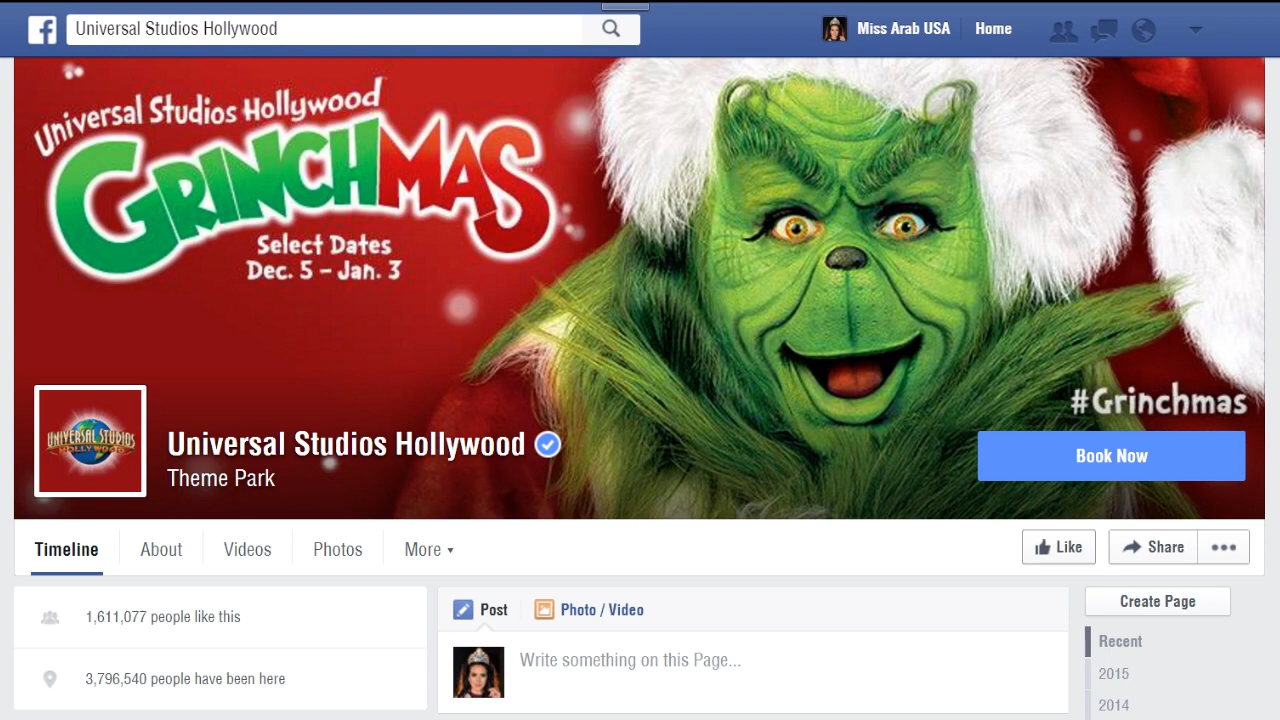 Universal Studios Hollywood
Miss Arab USA
Home
Universal Studios Hollywood
GRINCHMAS
Select Dates
Dec. 5 – Jan. 3
#Grinchmas
UNIVERSAL STUDIOS
HOLLYWOOD
Universal Studios Hollywood
Theme Park
Book Now
Timeline
About
Videos
Photos
More
Like
Share
1,611,077 people like this
Post
Photo / Video
Create Page
Write something on this Page...
Recent
3,796,540 people have been here
2015
2014